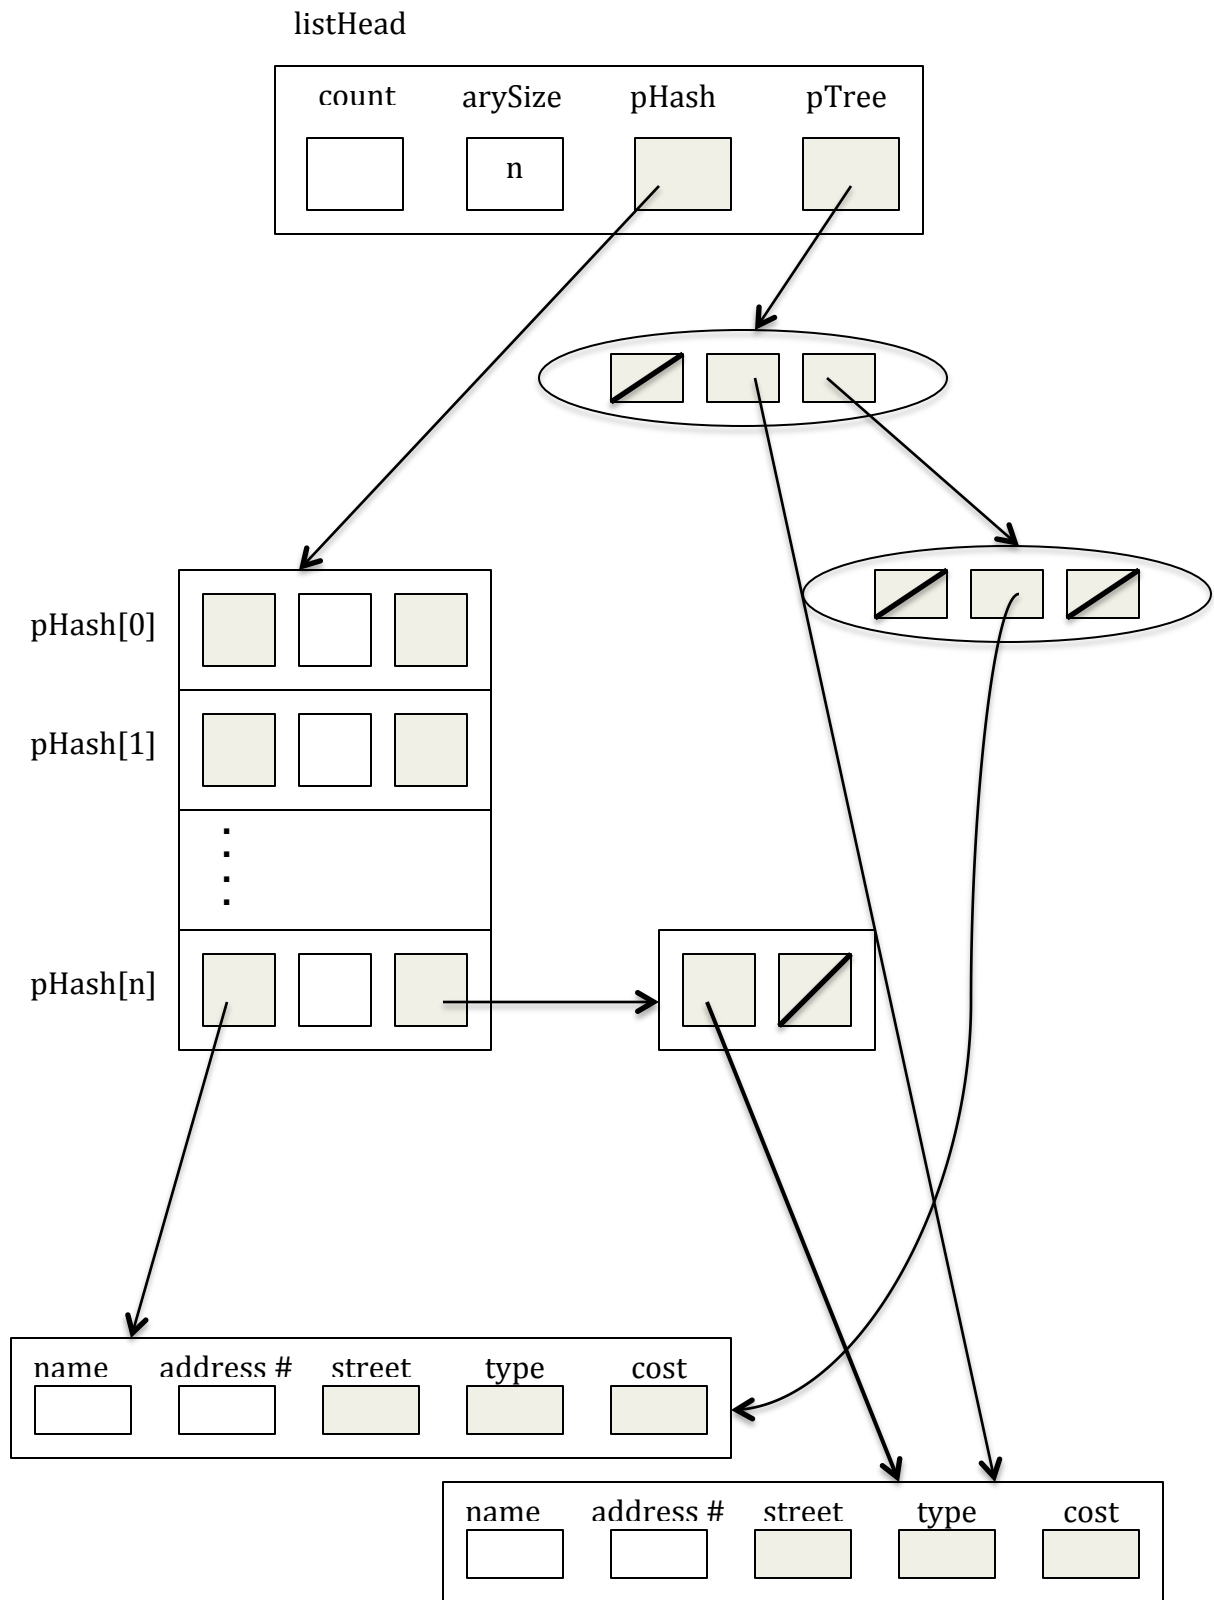 listHead
count arySize pHash pTree
n
pHash[0]
pHash[1]
pHash[n]
name address # street type cost
name address # street type cost